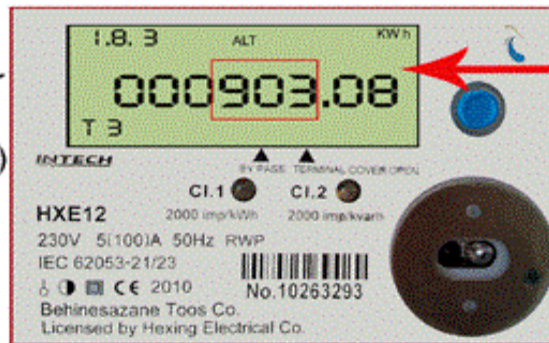 1.8.3 ALT KWh
000903.08
T 3
INTECH
BY PASS TERMINAL COVER OPEN
Cl.1 Cl.2
HXE12 2000 imp/kWh 2000 imp/kvarh
230V 5(100)A 50Hz RWP
IEC 62053-21/23
CE 2010 No.10263293
Behinesazane Toos Co.
Licensed by Hexing Electrical Co.